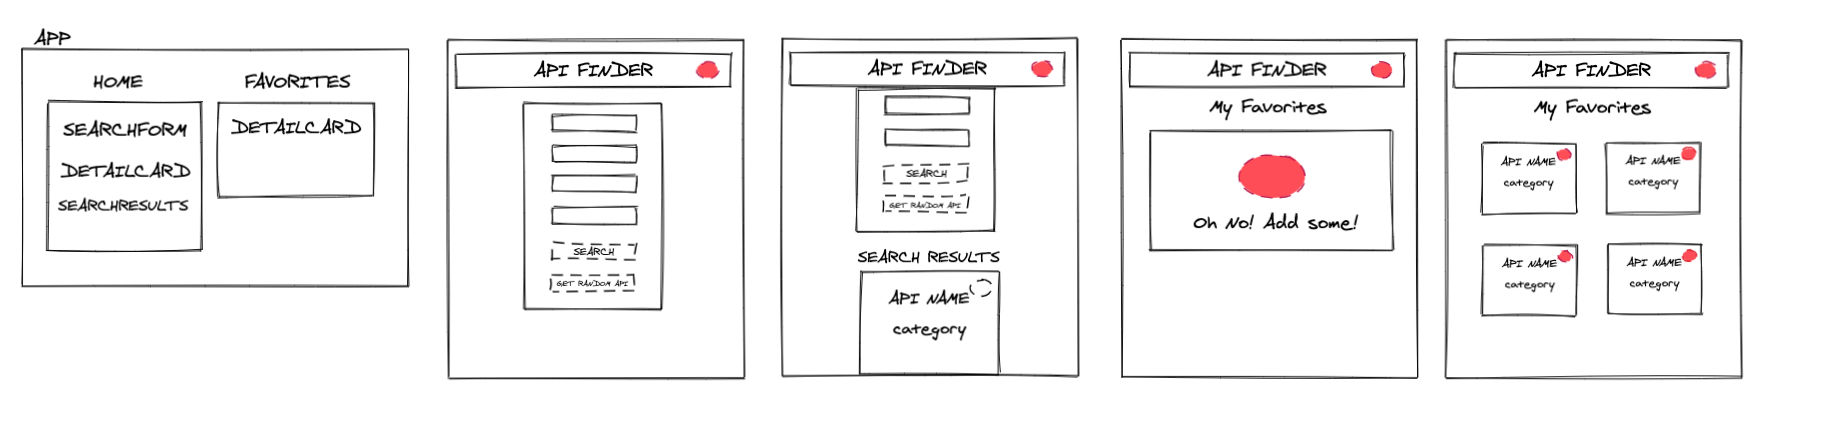 APP
HOME
SEARCHFORM
DETAILCARD
SEARCHRESULTS
FAVORITES
DETAILCARD
API FINDER
SEARCH
GET RANDOM API
API FINDER
SEARCH
GET RANDOM API
SEARCH RESULTS
API NAME
category
API FINDER
My Favorites
Oh No! Add some!
API FINDER
My Favorites
API NAME
category
API NAME
category
API NAME
category
API NAME
category